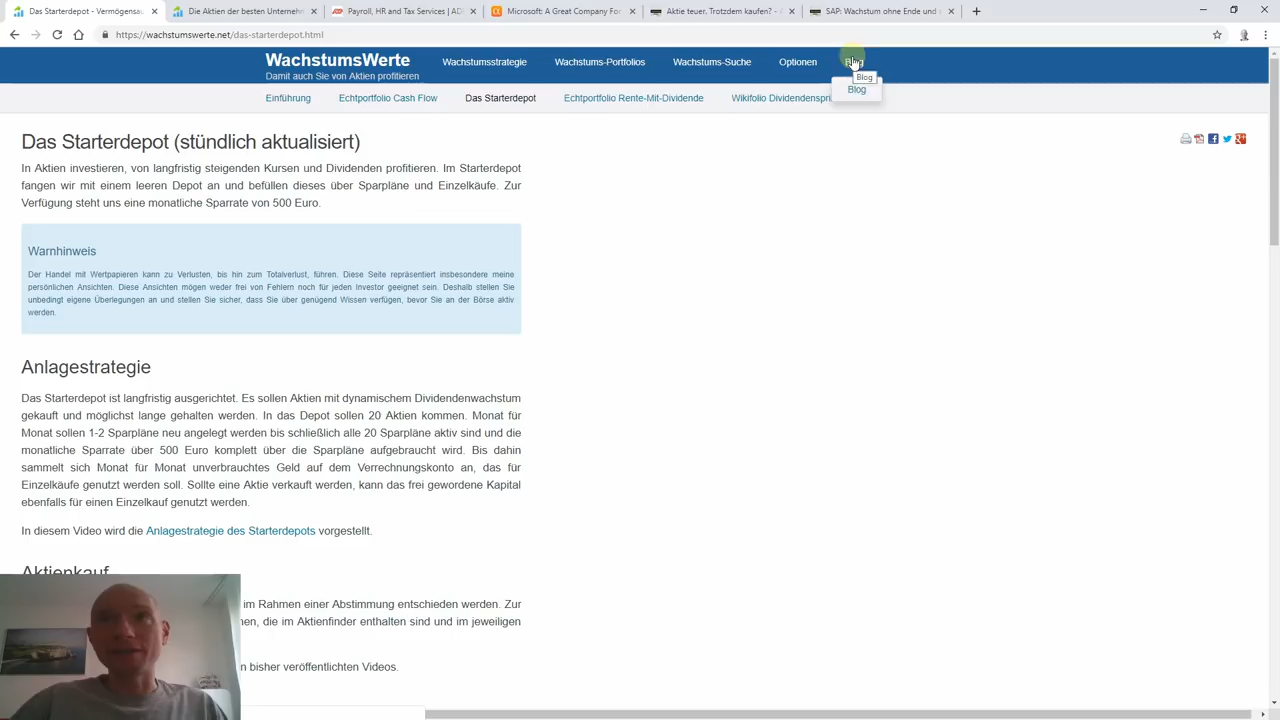 Das Starterdepot - Vermögensau
Die Aktien der besten Unternehm
Payroll, HR and Tax Services | AD
Microsoft: A Great Company For
Aktie teuer. Trotzdem kaufen? - A
SAP: Wachstum ohne Ende und
https://wachstumswerte.net/das-starterdepot.html
WachstumsWerte
Damit auch Sie von Aktien profitieren
Wachstumsstrategie
Wachstums-Portfolios
Wachstums-Suche
Optionen
Blog
Blog
Blog
Einführung
Echtportfolio Cash Flow
Das Starterdepot
Echtportfolio Rente-Mit-Dividende
Wikifolio Dividendenspri
Das Starterdepot (stündlich aktualisiert)
In Aktien investieren, von langfristig steigenden Kursen und Dividenden profitieren. Im Starterdepot
fangen wir mit einem leeren Depot an und befüllen dieses über Sparpläne und Einzelkäufe. Zur
Verfügung steht uns eine monatliche Sparrate von 500 Euro.
Warnhinweis
Der Handel mit Wertpapieren kann zu Verlusten, bis hin zum Totalverlust, führen. Diese Seite repräsentiert insbesondere meine
persönlichen Ansichten. Diese Ansichten mögen weder frei von Fehlern noch für jeden Investor geeignet sein. Deshalb stellen Sie
unbedingt eigene Überlegungen an und stellen Sie sicher, dass Sie über genügend Wissen verfügen, bevor Sie an der Börse aktiv
werden.
Anlagestrategie
Das Starterdepot ist langfristig ausgerichtet. Es sollen Aktien mit dynamischem Dividendenwachstum
gekauft und möglichst lange gehalten werden. In das Depot sollen 20 Aktien kommen. Monat für
Monat sollen 1-2 Sparpläne neu angelegt werden bis schließlich alle 20 Sparpläne aktiv sind und die
monatliche Sparrate über 500 Euro komplett über die Sparpläne aufgebraucht wird. Bis dahin
sammelt sich Monat für Monat unverbrauchtes Geld auf dem Verrechnungskonto an, das für
Einzelkäufe genutzt werden soll. Sollte eine Aktie verkauft werden, kann das frei gewordene Kapital
ebenfalls für einen Einzelkauf genutzt werden.
In diesem Video wird die Anlagestrategie des Starterdepots vorgestellt.
Aktienkauf
im Rahmen einer Abstimmung entschieden werden. Zur
nen, die im Aktienfinder enthalten sind und im jeweiligen
n bisher veröffentlichten Videos.